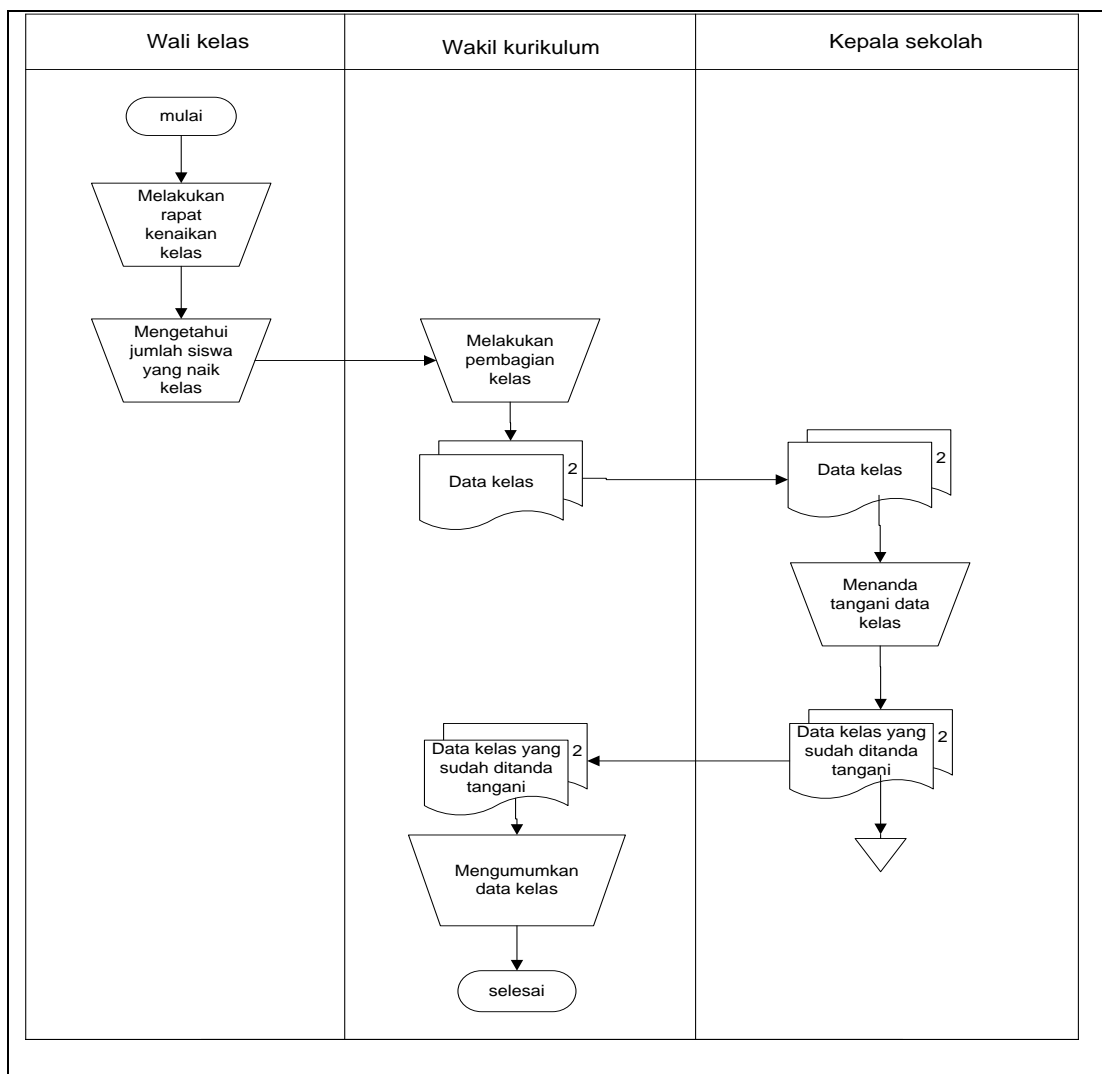 Wali kelas
Wakil kurikulum
Kepala sekolah
mulai
Melakukan
rapat
kenaikan
kelas
Mengetahui
jumlah siswa
yang naik
kelas
Melakukan
pembagian
kelas
Data kelas
2
Data kelas
2
Menanda
tangani data
kelas
Data kelas yang
sudah ditanda
tangani
2
Data kelas yang
sudah ditanda
tangani
2
Mengumumkan
data kelas
selesai